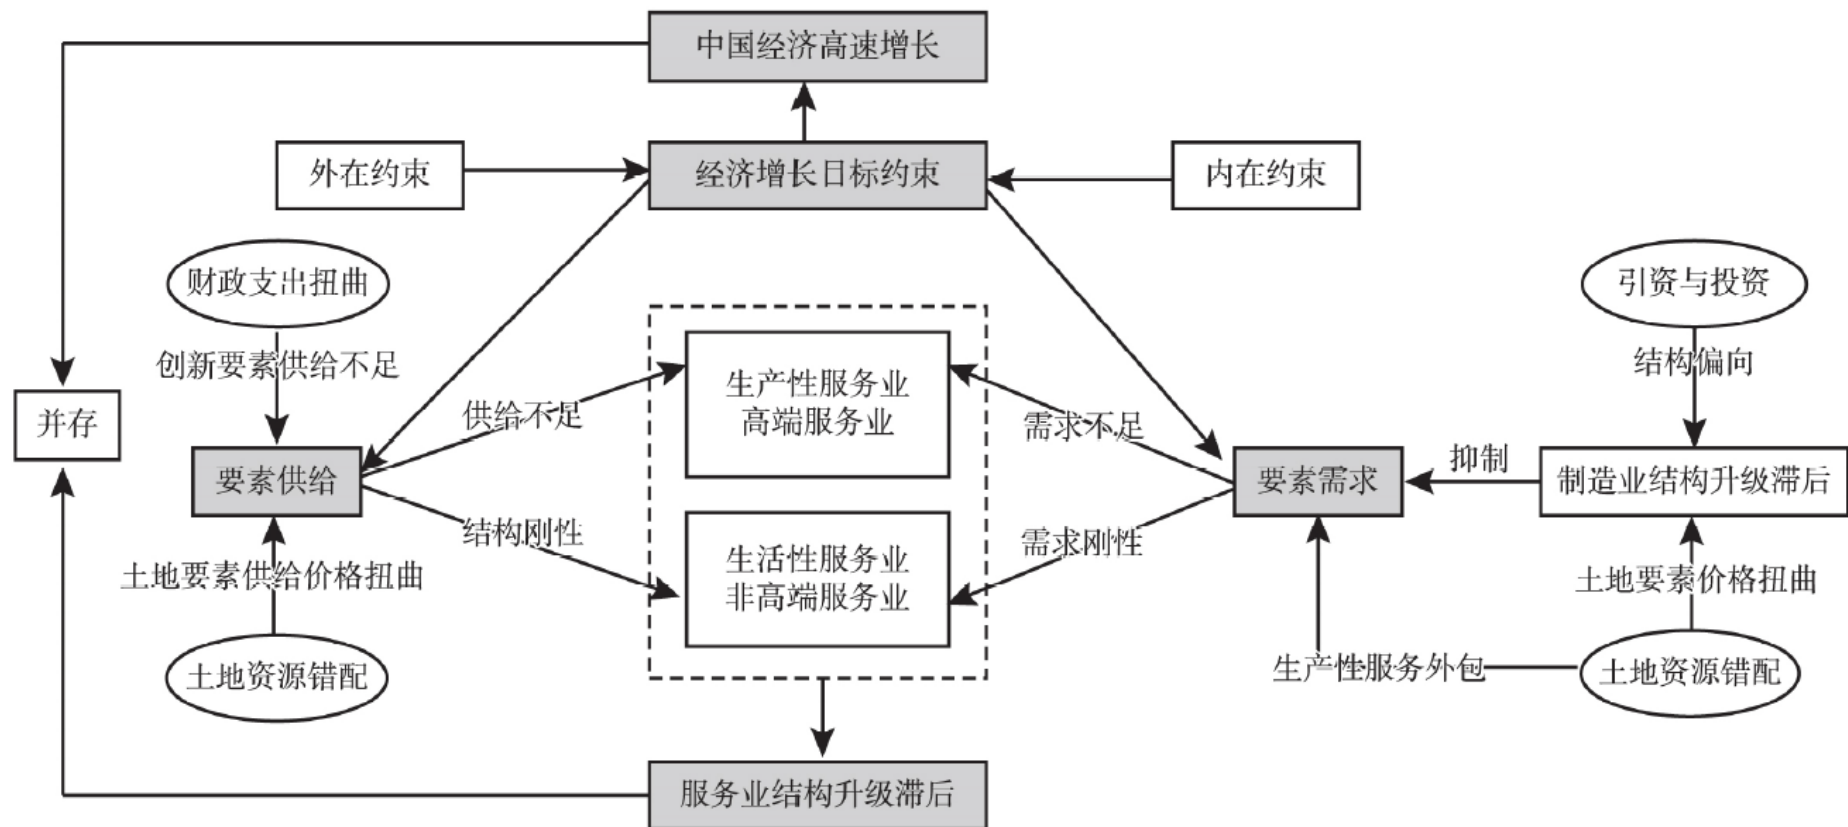 中国经济高速增长
外在约束
经济增长目标约束
内在约束
财政支出扭曲
引资与投资
创新要素供给不足
结构偏向
生产性服务业
高端服务业
并存
供给不足
需求不足
要素供给
要素需求
抑制
制造业结构升级滞后
结构刚性
需求刚性
生活性服务业
非高端服务业
土地要素供给价格扭曲
土地要素价格扭曲
土地资源错配
生产性服务外包
土地资源错配
服务业结构升级滞后